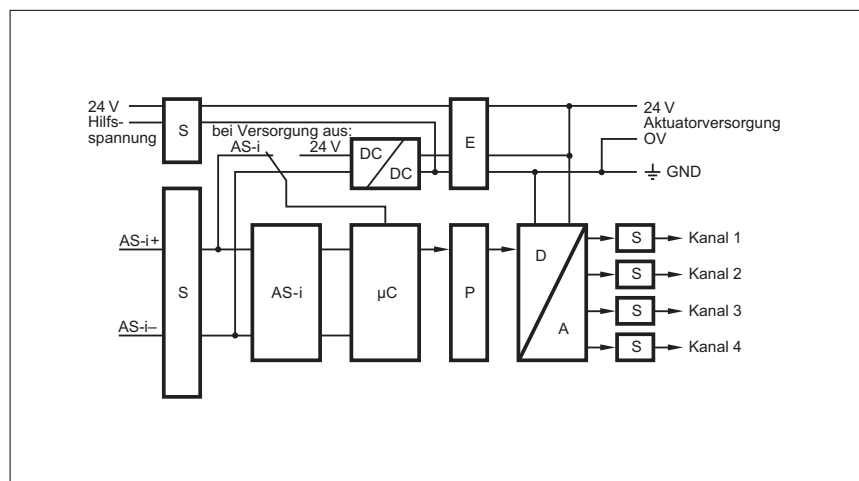 24 V
Hilfs-
spannung
S
bei Versorgung aus:
AS-i
24 V
DC
DC
E
24 V
Aktuatorversorgung
OV
GND
AS-i+
AS-i–
S
AS-i
µC
P
D
A
S
Kanal 1
S
Kanal 2
S
Kanal 3
S
Kanal 4